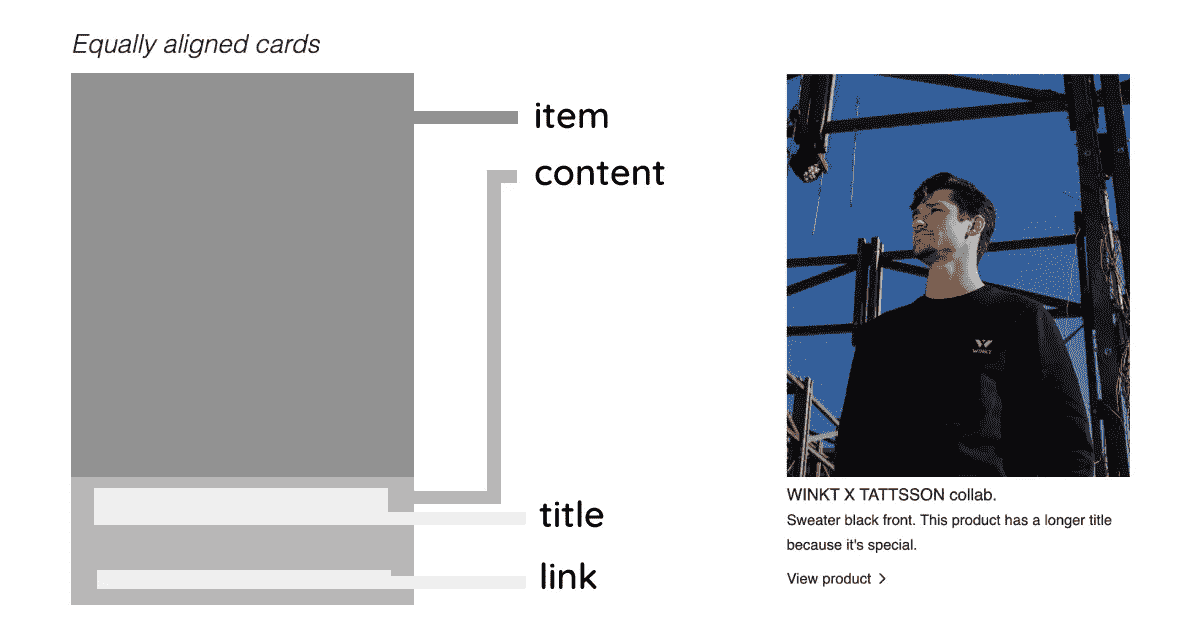 Equally aligned cards
item
content
title
link
WINKT
WINKT X TATTSSON collab.
Sweater black front. This product has a longer title
because it's special.
View product